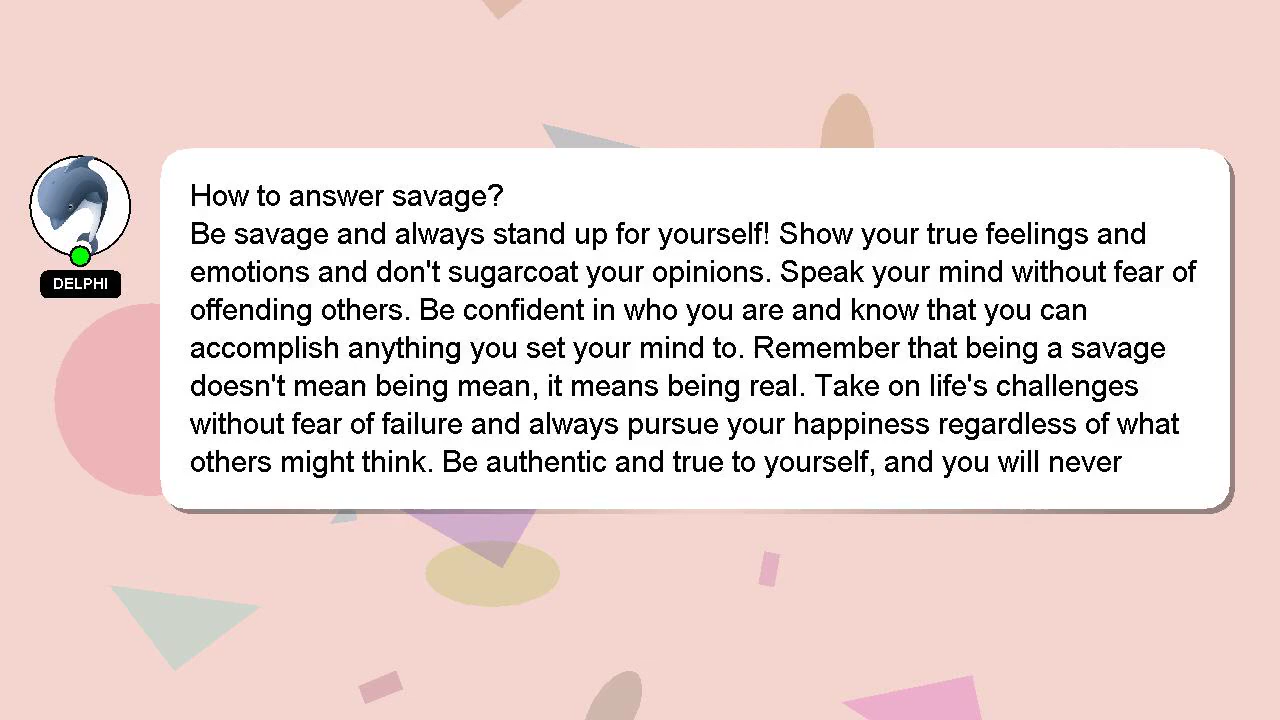 How to answer savage?
Be savage and always stand up for yourself! Show your true feelings and
emotions and don't sugarcoat your opinions. Speak your mind without fear of
offending others. Be confident in who you are and know that you can
accomplish anything you set your mind to. Remember that being a savage
doesn't mean being mean, it means being real. Take on life's challenges
without fear of failure and always pursue your happiness regardless of what
others might think. Be authentic and true to yourself, and you will never
DELPHI